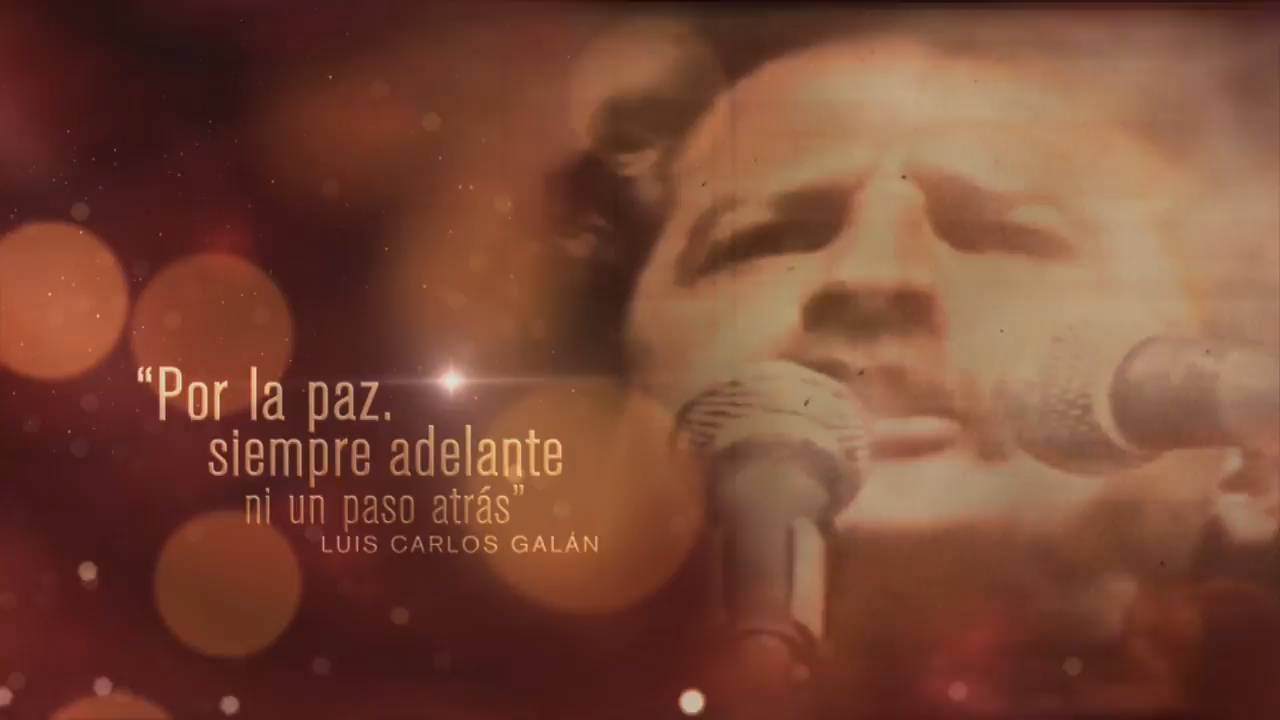 “Por la paz.
siempre adelante
ni un paso atrás”
LUIS CARLOS GALÁN